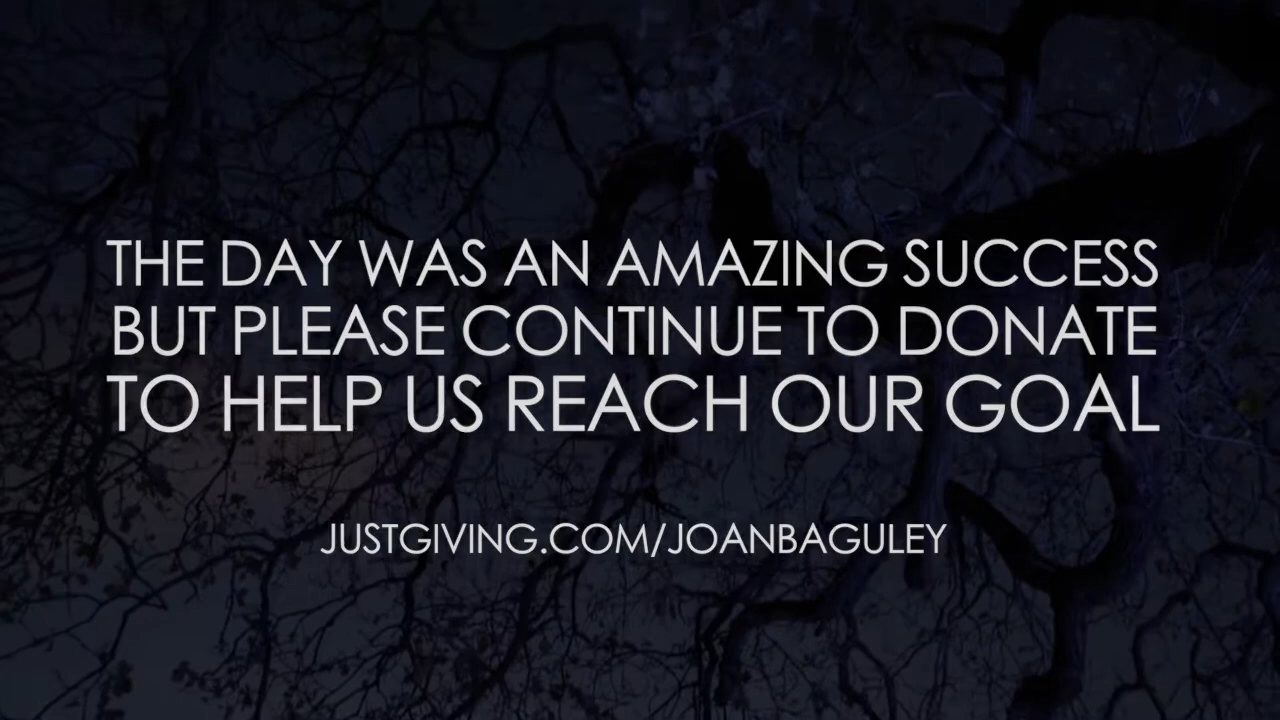 THE DAY WAS AN AMAZING SUCCESS
BUT PLEASE CONTINUE TO DONATE
TO HELP US REACH OUR GOAL
JUSTGIVING.COM/JOANBAGULEY